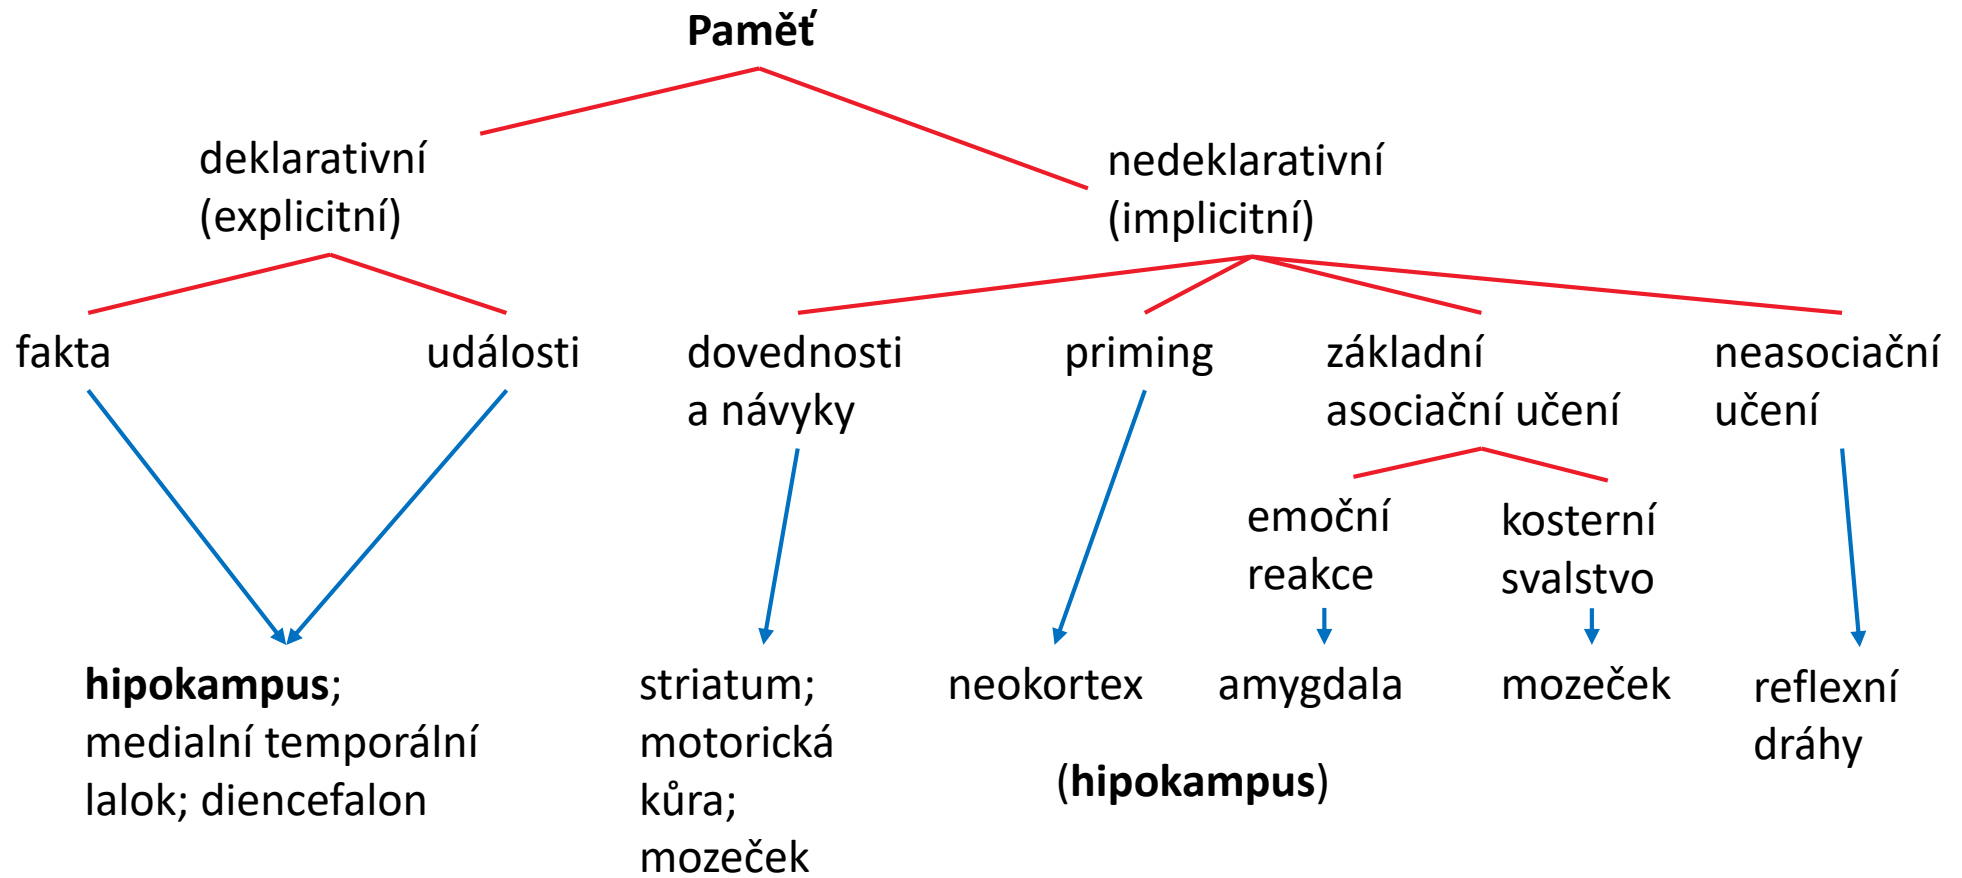 Paměť
deklarativní
(explicitní)
nedeklarativní
(implicitní)
fakta
události
dovednosti
a návyky
priming
základní
asociační učení
neasociační
učení
emoční
reakce
kosterní
svalstvo
hipokampus;
medialní temporální
lalok; diencefalon
striatum;
motorická
kůra;
mozeček
neokortex
amygdala
(hipokampus)
mozeček
reflexní
dráhy